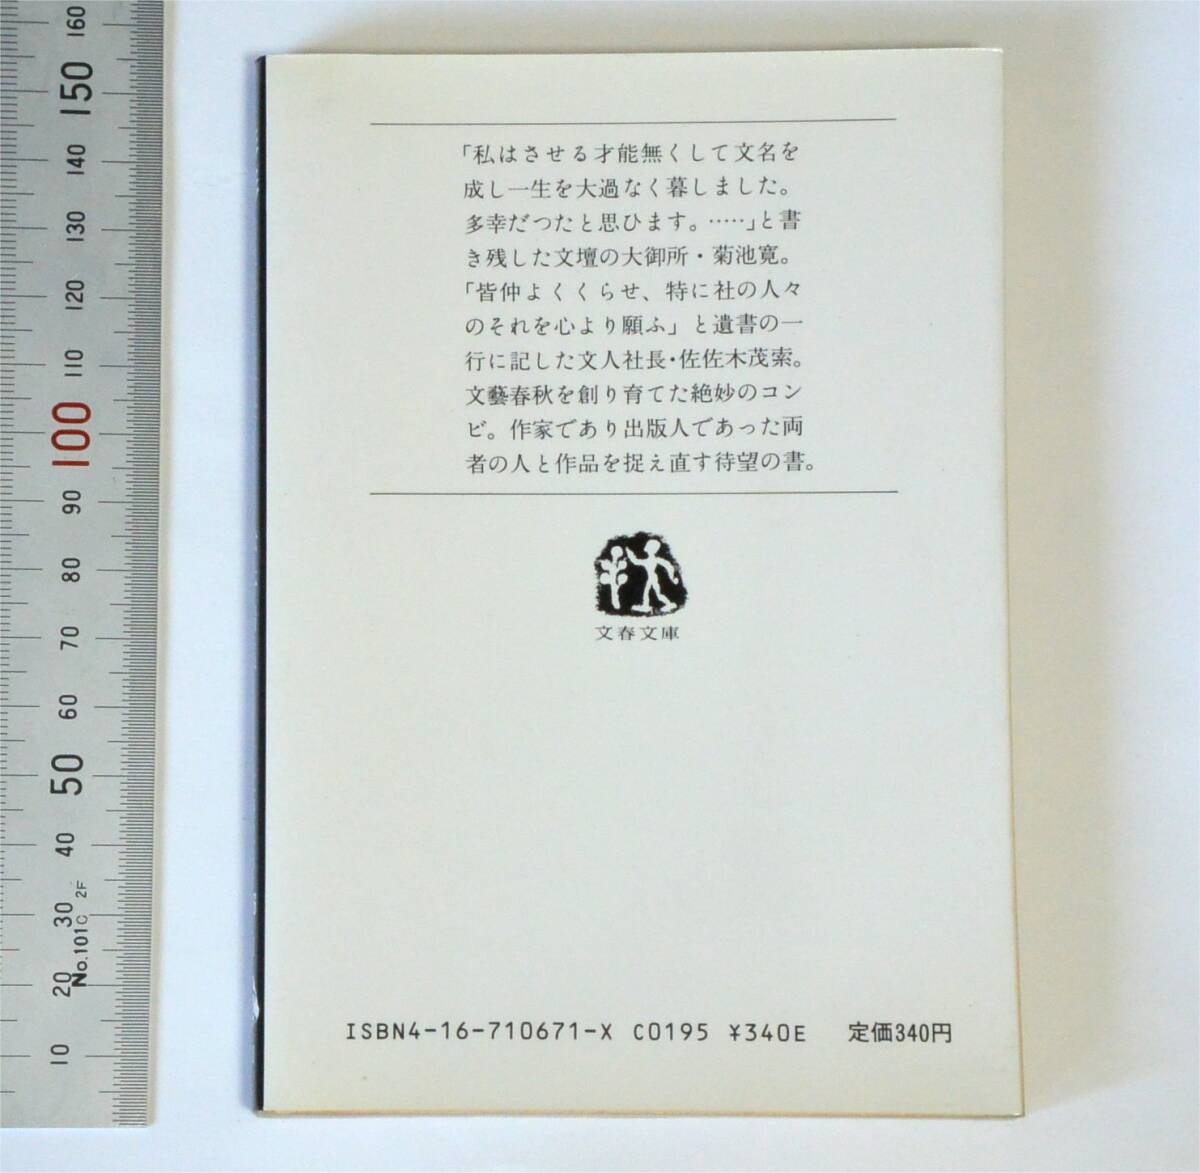 「私はさせる才能無くして文名を
成し一生を大過なく暮しました。
多幸だつたと思ひます。……」と書
き残した文壇の大御所・菊池寛。
「皆仲よくくらせ、特に社の人々
のそれを心より願ふ」と遺書の一
行に記した文人社長・佐佐木茂索。
文藝春秋を創り育てた絶妙のコン
ビ。作家であり出版人であった両
者の人と作品を捉え直す待望の書。
文春文庫
ISBN4-16-710671-X C0195 ¥340E 定価340円
160
150
140
130
120
110
100
90
80
70
60
50
40
30
20
10
No.101C 2F